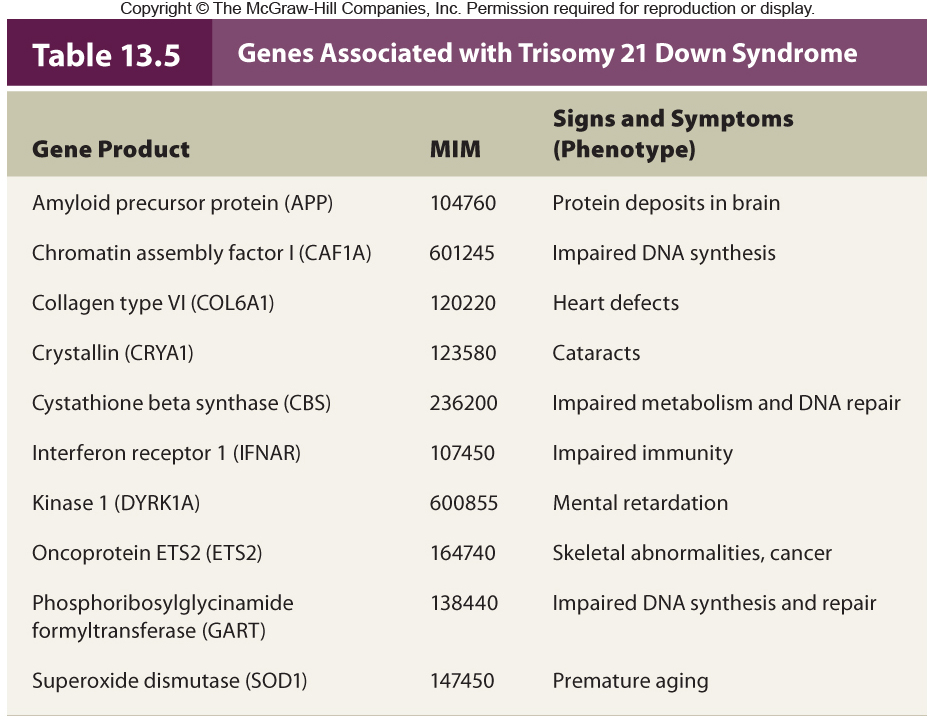 Copyright © The McGraw-Hill Companies, Inc. Permission required for reproduction or display.
Table 13.5 Genes Associated with Trisomy 21 Down Syndrome
Signs and Symptoms
Gene Product MIM (Phenotype)
Amyloid precursor protein (APP) 104760 Protein deposits in brain
Chromatin assembly factor I (CAF1A) 601245 Impaired DNA synthesis
Collagen type VI (COL6A1) 120220 Heart defects
Crystallin (CRYA1) 123580 Cataracts
Cystathione beta synthase (CBS) 236200 Impaired metabolism and DNA repair
Interferon receptor 1 (IFNAR) 107450 Impaired immunity
Kinase 1 (DYRK1A) 600855 Mental retardation
Oncoprotein ETS2 (ETS2) 164740 Skeletal abnormalities, cancer
Phosphoribosylglycinamide 138440 Impaired DNA synthesis and repair
formyltransferase (GART)
Superoxide dismutase (SOD1) 147450 Premature aging